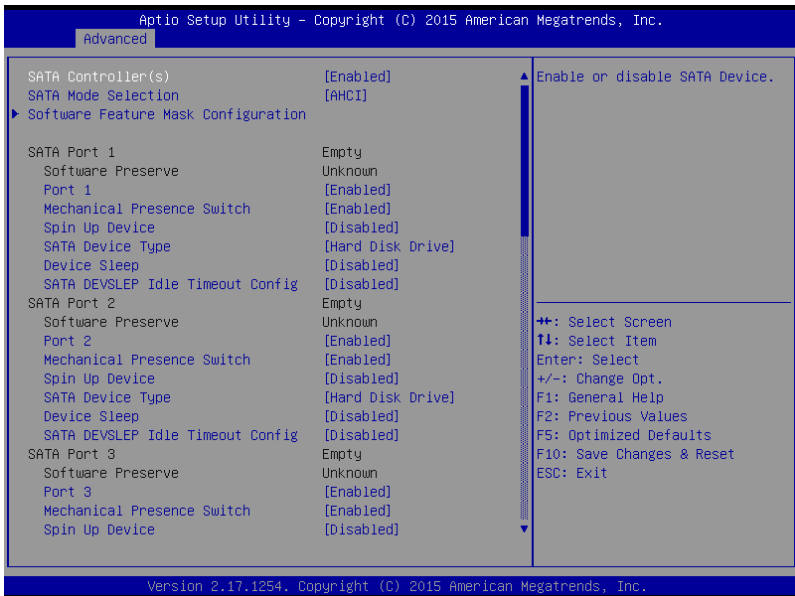 Aptio Setup Utility – Copyright (C) 2015 American Megatrends, Inc.
Advanced
SATA Controller(s) [Enabled]
SATA Mode Selection [AHCI]
Software Feature Mask Configuration
SATA Port 1 Empty
Software Preserve Unknown
Port 1 [Enabled]
Mechanical Presence Switch [Enabled]
Spin Up Device [Disabled]
SATA Device Type [Hard Disk Drive]
Device Sleep [Disabled]
SATA DEVSLEP Idle Timeout Config [Disabled]
SATA Port 2 Empty
Software Preserve Unknown
Port 2 [Enabled]
Mechanical Presence Switch [Enabled]
Spin Up Device [Disabled]
SATA Device Type [Hard Disk Drive]
Device Sleep [Disabled]
SATA DEVSLEP Idle Timeout Config [Disabled]
SATA Port 3 Empty
Software Preserve Unknown
Port 3 [Enabled]
Mechanical Presence Switch [Enabled]
Spin Up Device [Disabled]
Enable or disable SATA Device.
→←: Select Screen
↑↓: Select Item
Enter: Select
+/-: Change Opt.
F1: General Help
F2: Previous Values
F5: Optimized Defaults
F10: Save Changes & Reset
ESC: Exit
Version 2.17.1254. Copyright (C) 2015 American Megatrends, Inc.